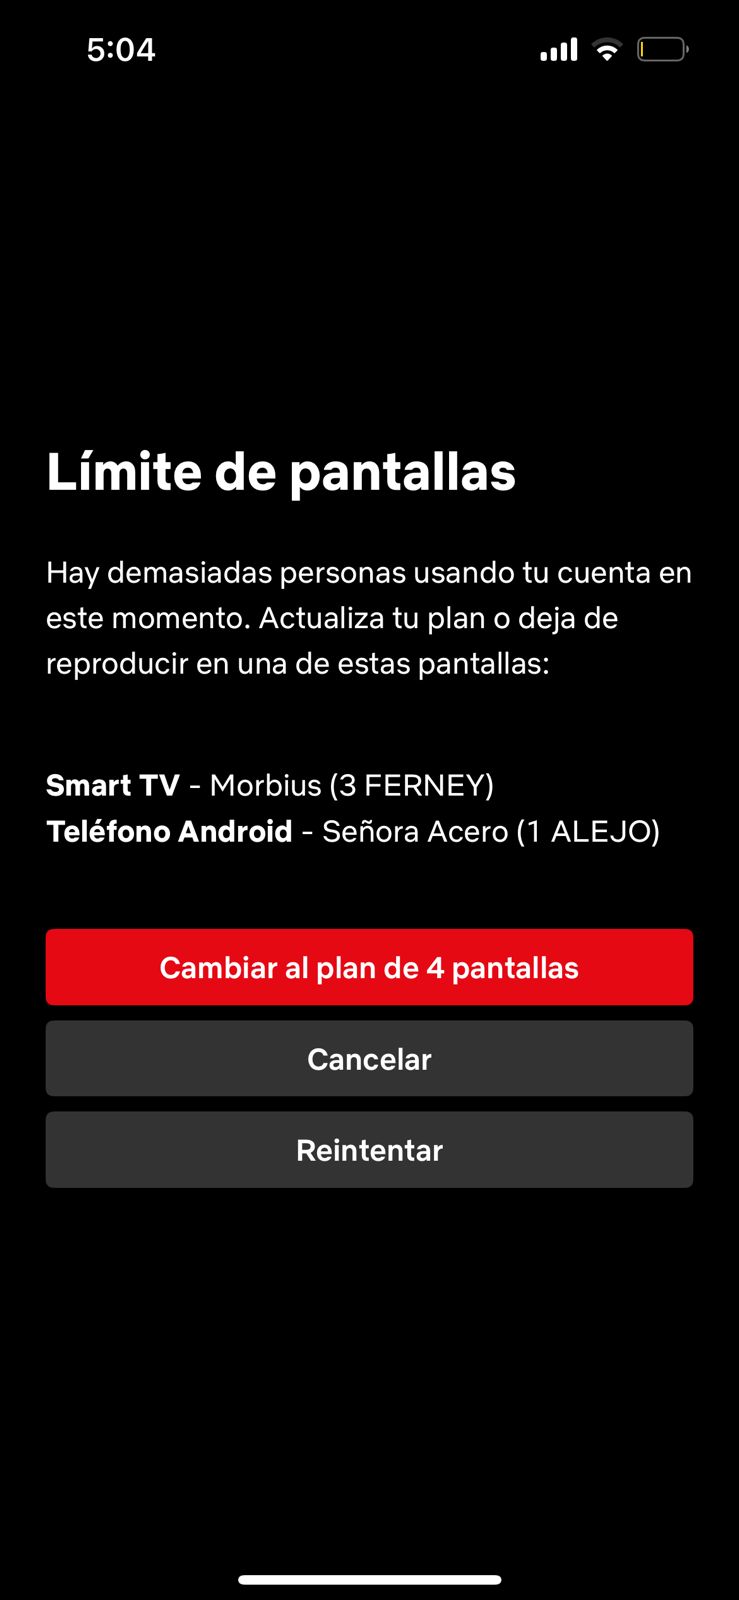 5:04
Límite de pantallas
Hay demasiadas personas usando tu cuenta en
este momento. Actualiza tu plan o deja de
reproducir en una de estas pantallas:
Smart TV - Morbius (3 FERNEY)
Teléfono Android - Señora Acero (1 ALEJO)
Cambiar al plan de 4 pantallas
Cancelar
Reintentar